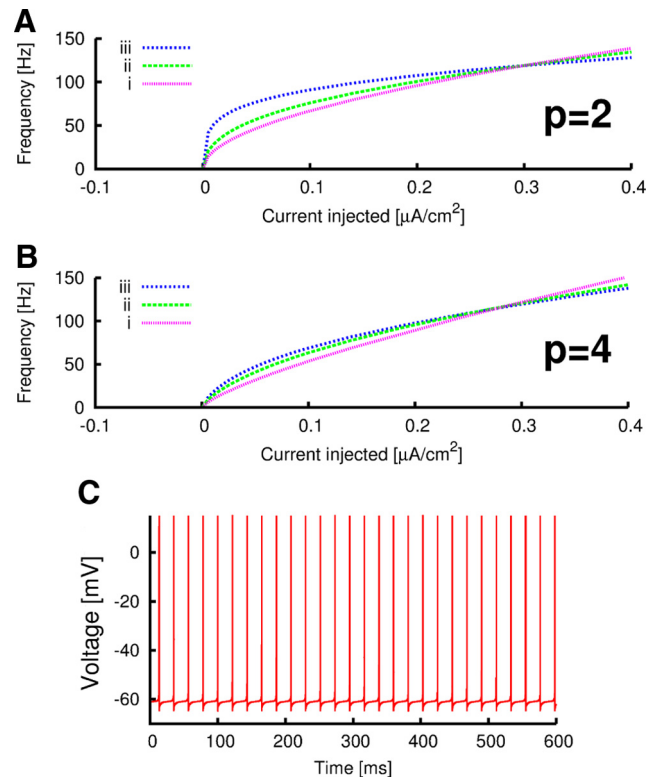 A
Frequency [Hz]
150
100
50
0
iii
ii
i
p=2
-0.1
0
0.1
0.2
0.3
0.4
Current injected [μA/cm²]
B
Frequency [Hz]
150
100
50
0
iii
ii
i
p=4
-0.1
0
0.1
0.2
0.3
0.4
Current injected [μA/cm²]
C
Voltage [mV]
0
-20
-40
-60
0
100
200
300
400
500
600
Time [ms]